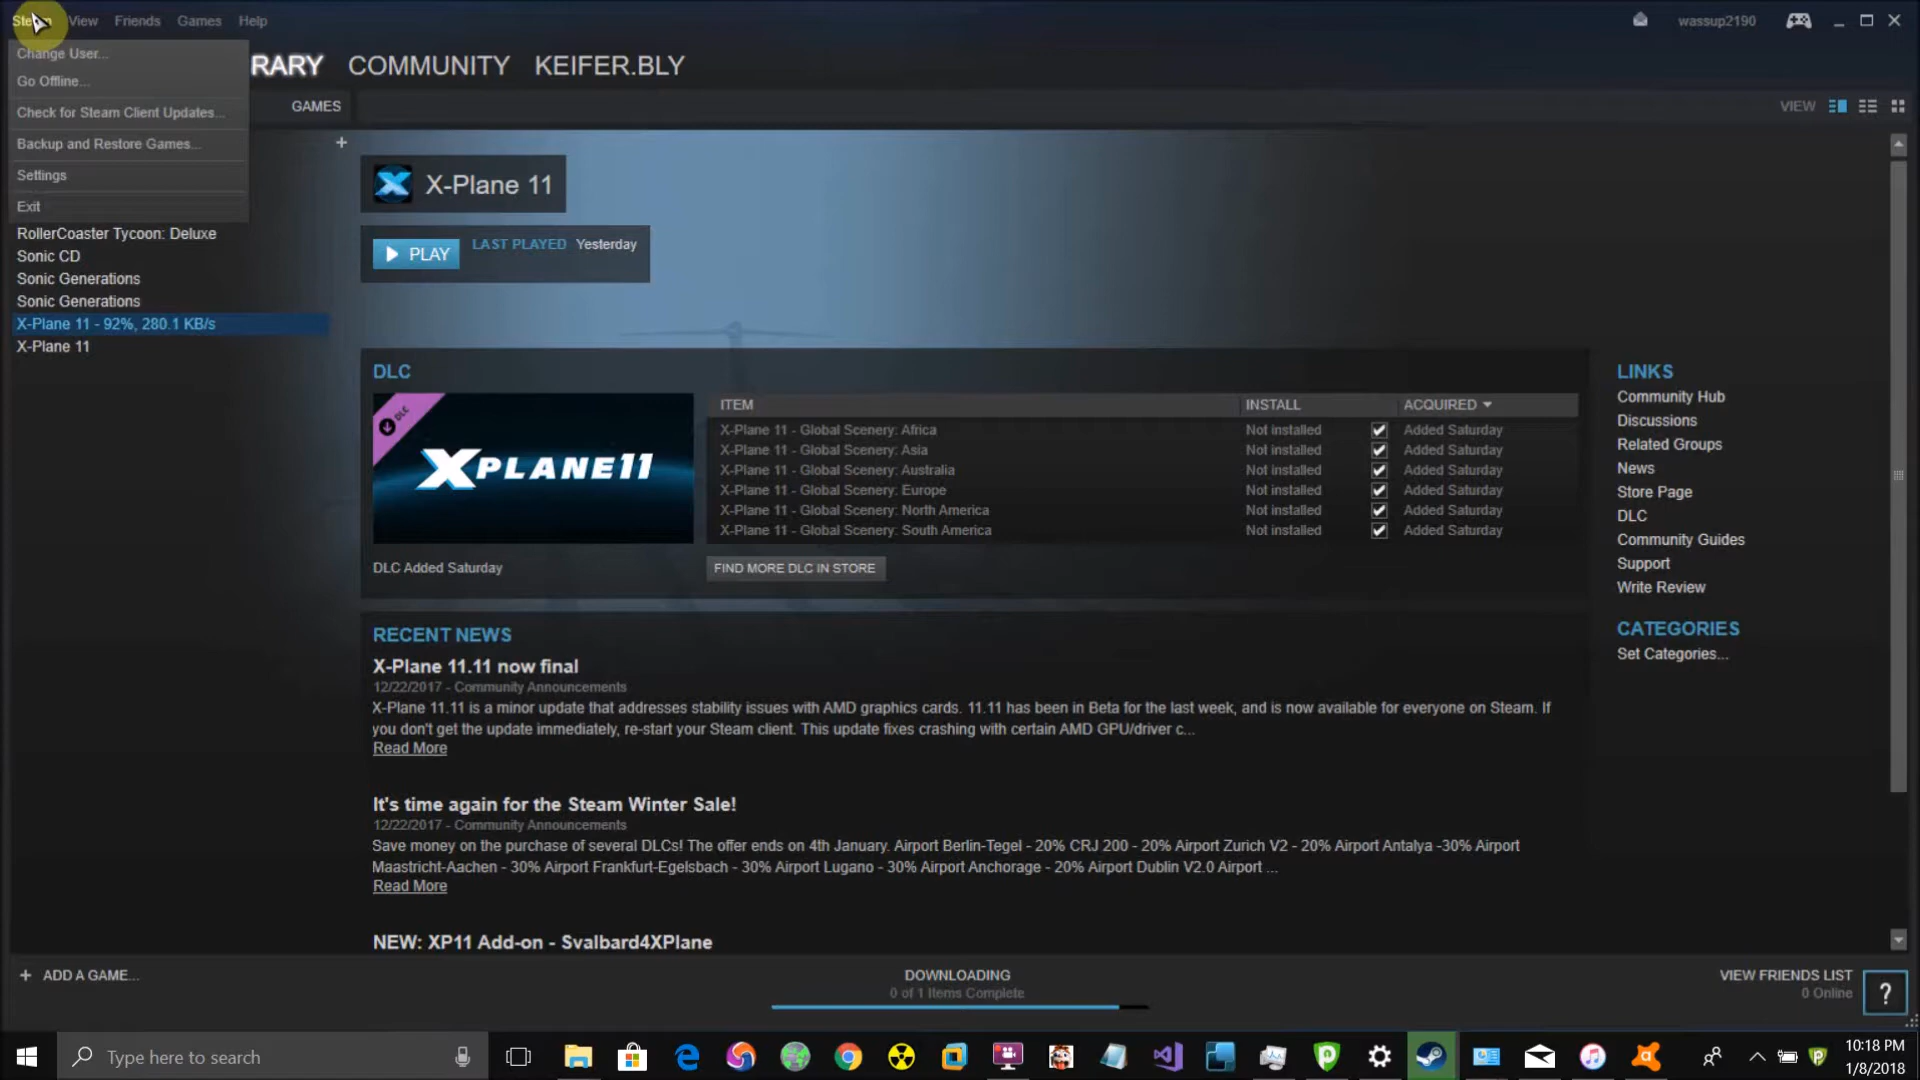 Steam View Friends Games Help
wassup2190
Change User...
Go Offline...
Check for Steam Client Updates...
Backup and Restore Games...
Settings
Exit
RARY COMMUNITY KEIFER.BLY
GAMES
VIEW
RollerCoaster Tycoon: Deluxe
Sonic CD
Sonic Generations
Sonic Generations
X-Plane 11 - 92%, 280.1 KB/s
X-Plane 11
+
X-Plane 11
PLAY LAST PLAYED Yesterday
DLC
DLC
XPLANE11
DLC Added Saturday
ITEM INSTALL ACQUIRED
X-Plane 11 - Global Scenery: Africa Not installed Added Saturday
X-Plane 11 - Global Scenery: Asia Not installed Added Saturday
X-Plane 11 - Global Scenery: Australia Not installed Added Saturday
X-Plane 11 - Global Scenery: Europe Not installed Added Saturday
X-Plane 11 - Global Scenery: North America Not installed Added Saturday
X-Plane 11 - Global Scenery: South America Not installed Added Saturday
FIND MORE DLC IN STORE
LINKS
Community Hub
Discussions
Related Groups
News
Store Page
DLC
Community Guides
Support
Write Review
CATEGORIES
Set Categories...
RECENT NEWS
X-Plane 11.11 now final
12/22/2017 - Community Announcements
X-Plane 11.11 is a minor update that addresses stability issues with AMD graphics cards. 11.11 has been in Beta for the last week, and is now available for everyone on Steam. If
you don't get the update immediately, re-start your Steam client. This update fixes crashing with certain AMD GPU/driver c...
Read More
It's time again for the Steam Winter Sale!
12/22/2017 - Community Announcements
Save money on the purchase of several DLCs! The offer ends on 4th January. Airport Berlin-Tegel - 20% CRJ 200 - 20% Airport Zurich V2 - 20% Airport Antalya -30% Airport
Maastricht-Aachen - 30% Airport Frankfurt-Egelsbach - 30% Airport Lugano - 30% Airport Anchorage - 20% Airport Dublin V2.0 Airport ...
Read More
NEW: XP11 Add-on - Svalbard4XPlane
+ ADD A GAME...
DOWNLOADING
0 of 1 Items Complete
VIEW FRIENDS LIST
0 Online
?
Type here to search
10:18 PM
1/8/2018